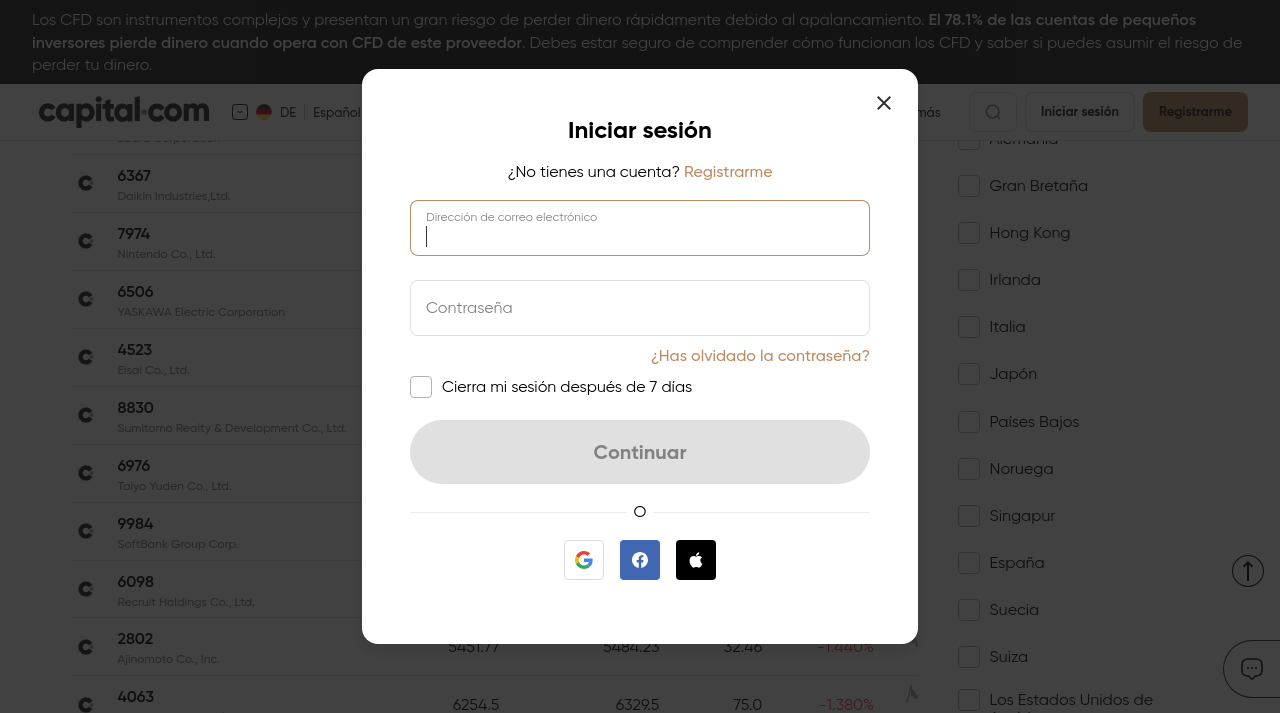 Los CFD son instrumentos complejos y presentan un gran riesgo de perder dinero rápidamente debido al apalancamiento. El 78.1% de las cuentas de pequeños
inversores pierde dinero cuando opera con CFD de este proveedor. Debes estar seguro de comprender cómo funcionan los CFD y saber si puedes asumir el riesgo de
perder tu dinero.
capital.com
DE
Español
más
Iniciar sesión
Registrarme
Iniciar sesión
¿No tienes una cuenta? Registrarme
Dirección de correo electrónico
Contraseña
¿Has olvidado la contraseña?
Cierra mi sesión después de 7 días
Continuar
O
6367
Daikin Industries,Ltd.
7974
Nintendo Co., Ltd.
6506
YASKAWA Electric Corporation
4523
Eisai Co., Ltd.
8830
Sumitomo Realty & Development Co., Ltd.
6976
Taiyo Yuden Co., Ltd.
9984
SoftBank Group Corp.
6098
Recruit Holdings Co., Ltd.
2802
Ajinomoto Co., Inc.
5451.77 5484.23 32.46 -1.440%
4063
6254.5 6329.5 75.0 -1.380%
Alemania
Gran Bretaña
Hong Kong
Irlanda
Italia
Japón
Países Bajos
Noruega
Singapur
España
Suecia
Suiza
Los Estados Unidos de